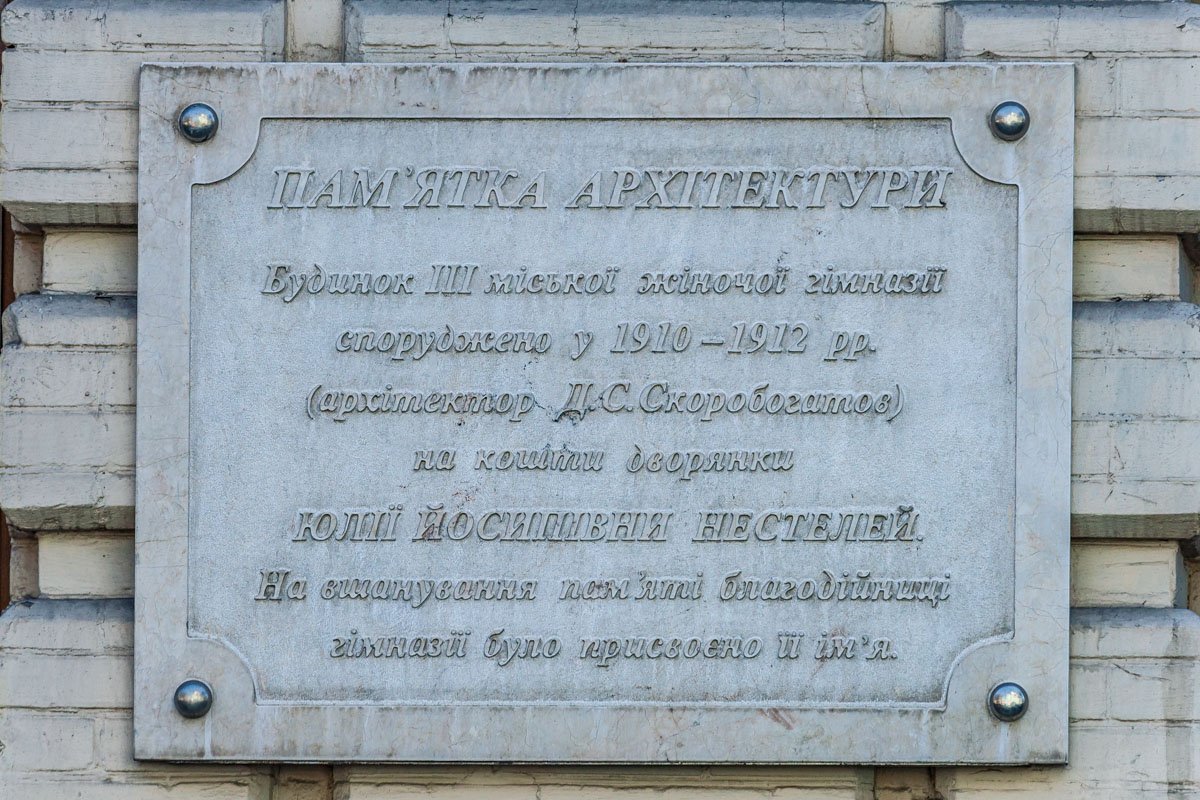 ПАМ'ЯТКА АРХІТЕКТУРИ
Будинок III міської жіночої гімназії
споруджено у 1910 – 1912 рр.
(архітектор Д.С.Скоробогатов)
на кошти дворянки
ЮЛІЇ ЙОСИПІВНИ НЕСТЕЛЕЙ.
На вшанування пам'яті благодійниці
гімназії було присвоєно її ім'я.